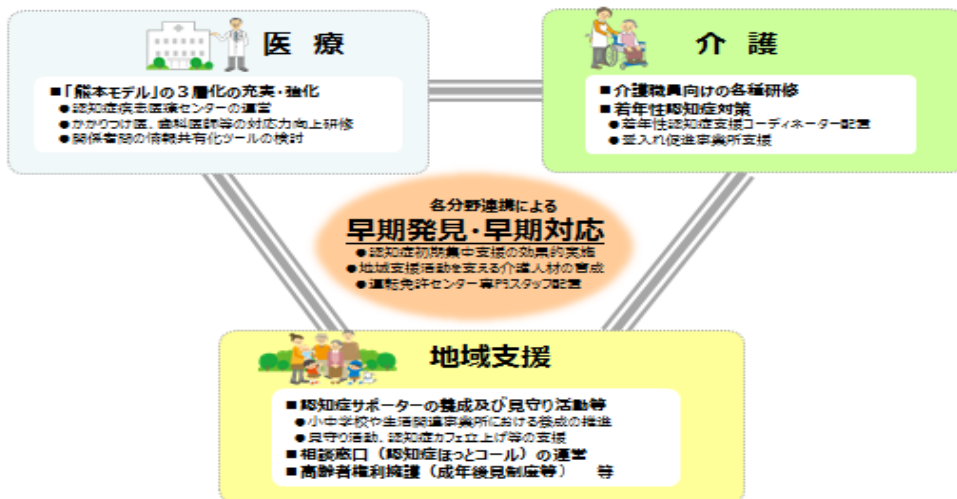 医 療
■「熊本モデル」の3層化の充実・強化
●認知症疾患医療センターの運営
●かかりつけ医、歯科医師等の対応力向上研修
●関係者間の情報共有化ツールの検討
介 護
■介護職員向けの各種研修
■若年性認知症対策
●若年性認知症支援コーディネーター配置
●受入れ促進事業所支援
各分野連携による
早期発見・早期対応
●認知症初期集中支援の効果的実施
●地域支援活動を支える介護人材の育成
●運転免許センター専門スタッフ配置
地域支援
■認知症サポーターの養成及び見守り活動等
●小中学校や生活関連事業所における養成の推進
●見守り活動、認知症カフェ立上げ等の支援
■相談窓口（認知症ほっとコール）の運営
■高齢者権利擁護（成年後見制度等） 等